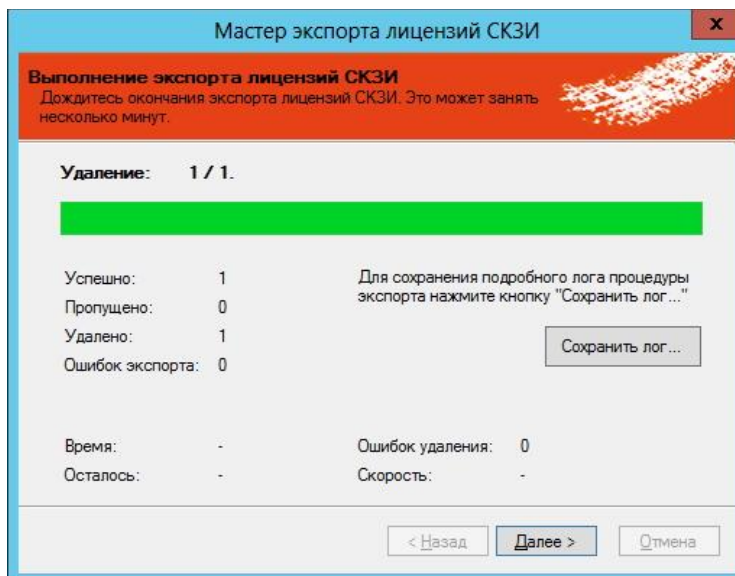 Мастер экспорта лицензий СКЗИ
x
Выполнение экспорта лицензий СКЗИ
Дождитесь окончания экспорта лицензий СКЗИ. Это может занять
несколько минут.
Удаление: 1 / 1.
Успешно: 1
Пропущено: 0
Удалено: 1
Ошибок экспорта: 0
Для сохранения подробного лога процедуры
экспорта нажмите кнопку "Сохранить лог..."
Сохранить лог...
Время: - Ошибок удаления: 0
Осталось: - Скорость: -
< Назад Далее > Отмена